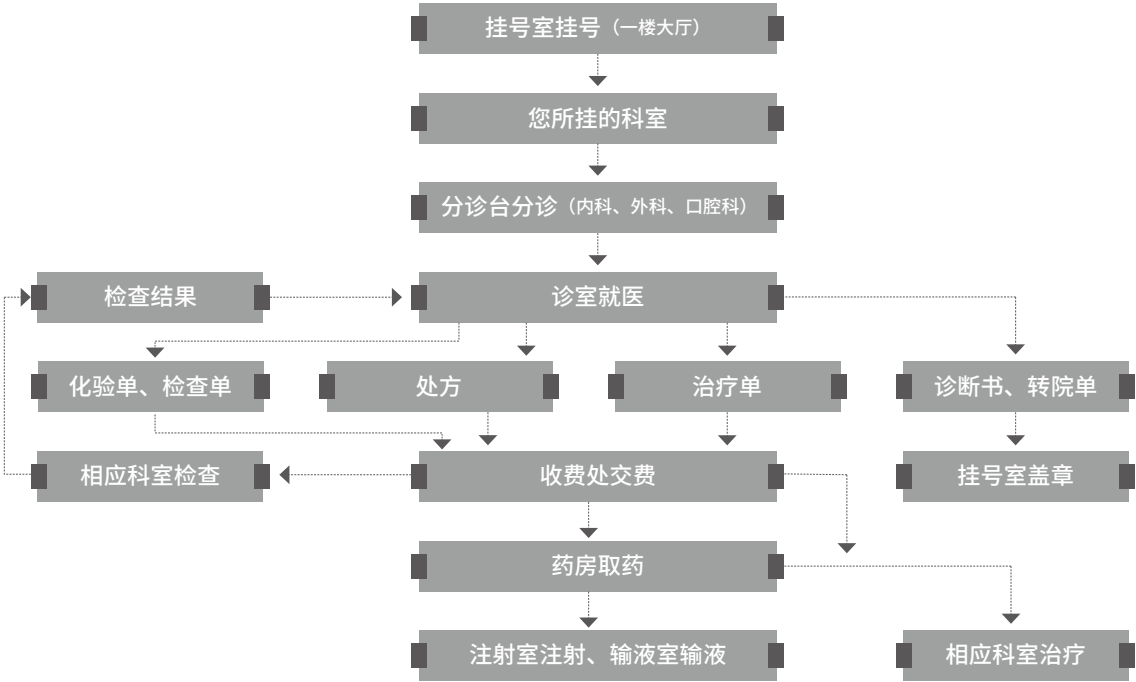 挂号室挂号（一楼大厅）
您所挂的科室
分诊台分诊（内科、外科、口腔科）
检查结果
诊室就医
化验单、检查单
处方
治疗单
诊断书、转院单
相应科室检查
收费处交费
挂号室盖章
药房取药
注射室注射、输液室输液
相应科室治疗